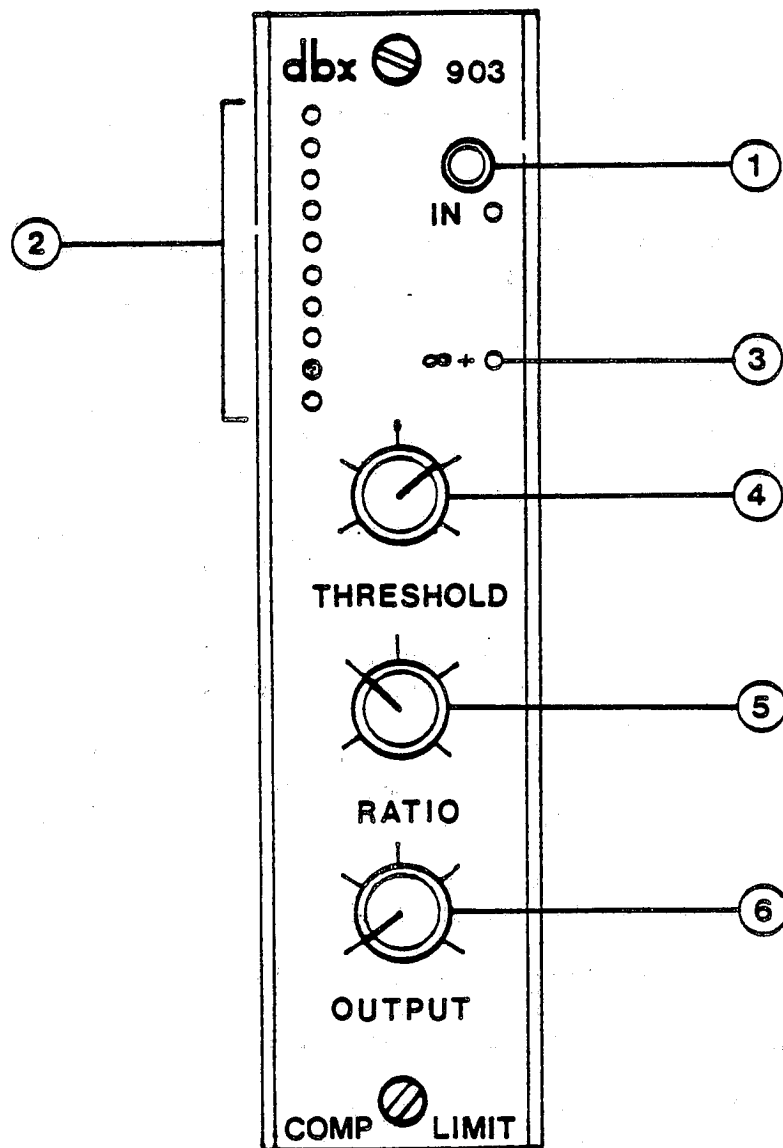 dbx 903
1
IN
2
∞ +
3
4
THRESHOLD
5
RATIO
6
OUTPUT
COMP LIMIT